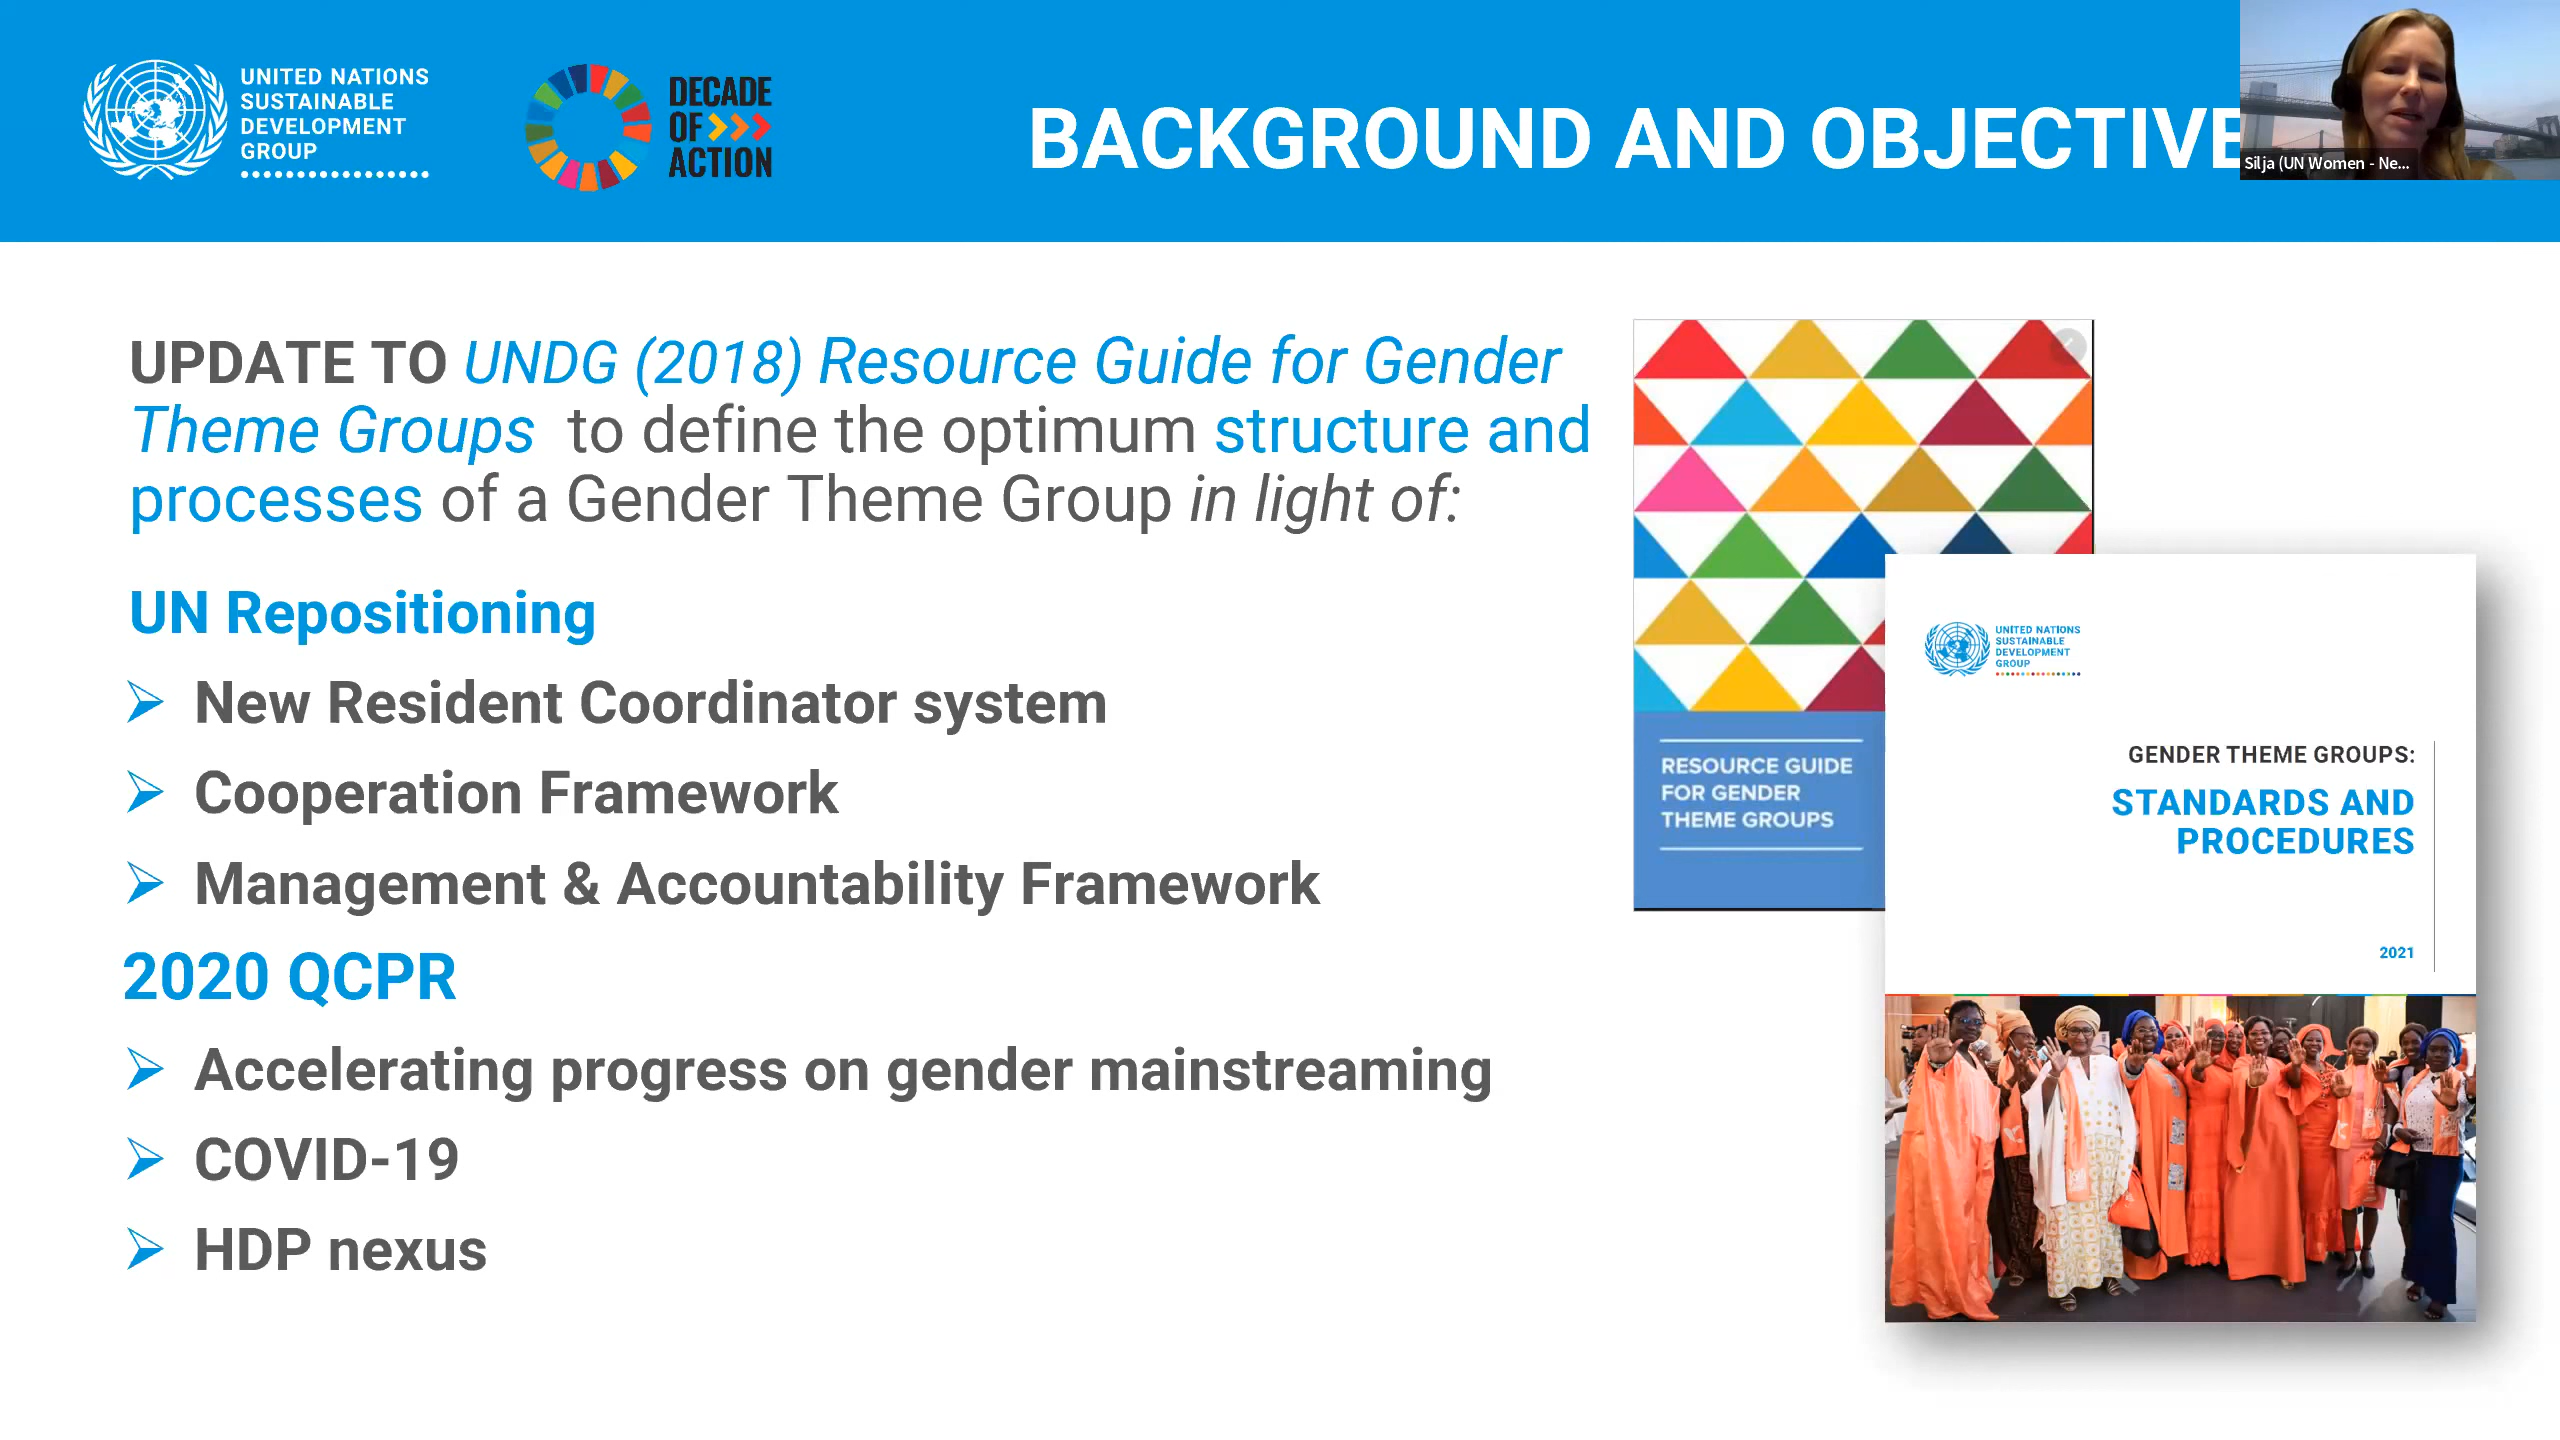 UNITED NATIONS
SUSTAINABLE
DEVELOPMENT
GROUP
DECADE
OF
ACTION
BACKGROUND AND OBJECTIVE
Silja (UN Women - Ne...
UPDATE TO UNDG (2018) Resource Guide for Gender
Theme Groups to define the optimum structure and
processes of a Gender Theme Group in light of:
UN Repositioning
New Resident Coordinator system
Cooperation Framework
Management & Accountability Framework
2020 QCPR
Accelerating progress on gender mainstreaming
COVID-19
HDP nexus
RESOURCE GUIDE
FOR GENDER
THEME GROUPS
UNITED NATIONS
SUSTAINABLE
DEVELOPMENT
GROUP
GENDER THEME GROUPS:
STANDARDS AND
PROCEDURES
2021